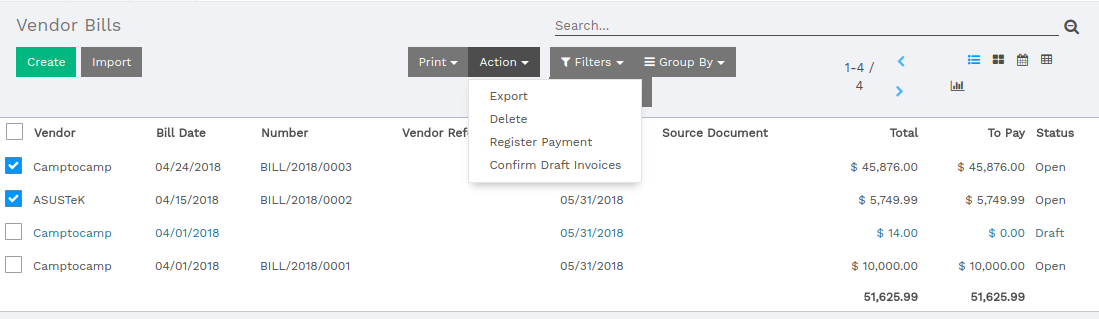 Vendor Bills
Search...
Create Import Print Action Filters Group By 1-4 / 4
Export
Delete
Register Payment
Confirm Draft Invoices
Vendor Bill Date Number Vendor Source Document Total To Pay Status
Camptocamp 04/24/2018 BILL/2018/0003 $ 45,876.00 $ 45,876.00 Open
ASUSTeK 04/15/2018 BILL/2018/0002 05/31/2018 $ 5,749.99 $ 5,749.99 Open
Camptocamp 04/01/2018 05/31/2018 $ 14.00 $ 0.00 Draft
Camptocamp 04/01/2018 BILL/2018/0001 05/31/2018 $ 10,000.00 $ 10,000.00 Open
51,625.99 51,625.99